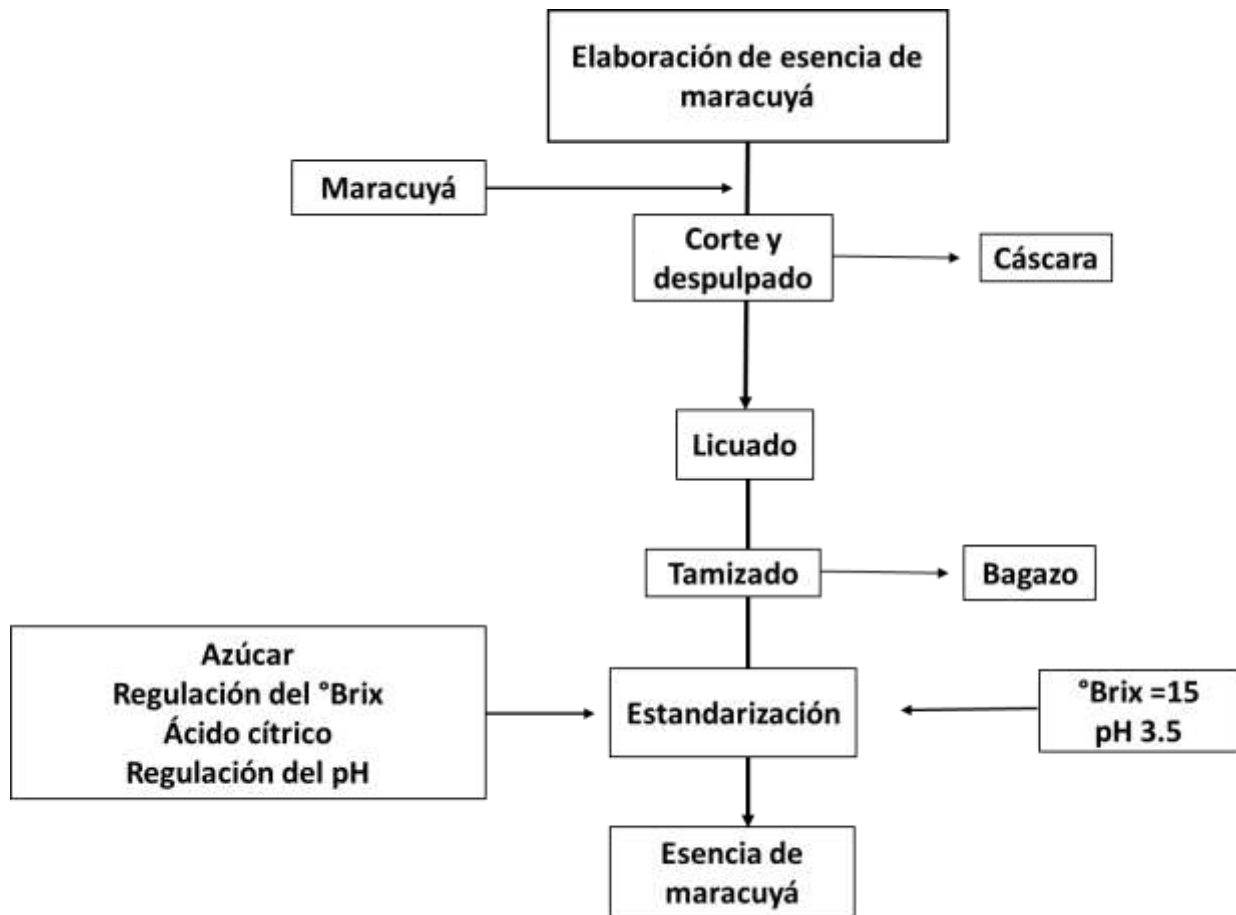 Elaboración de esencia de
maracuyá
Maracuyá
Corte y
despulpado
Cáscara
Licuado
Tamizado
Bagazo
Azúcar
Regulación del °Brix
Ácido cítrico
Regulación del pH
Estandarización
°Brix =15
pH 3.5
Esencia de
maracuyá